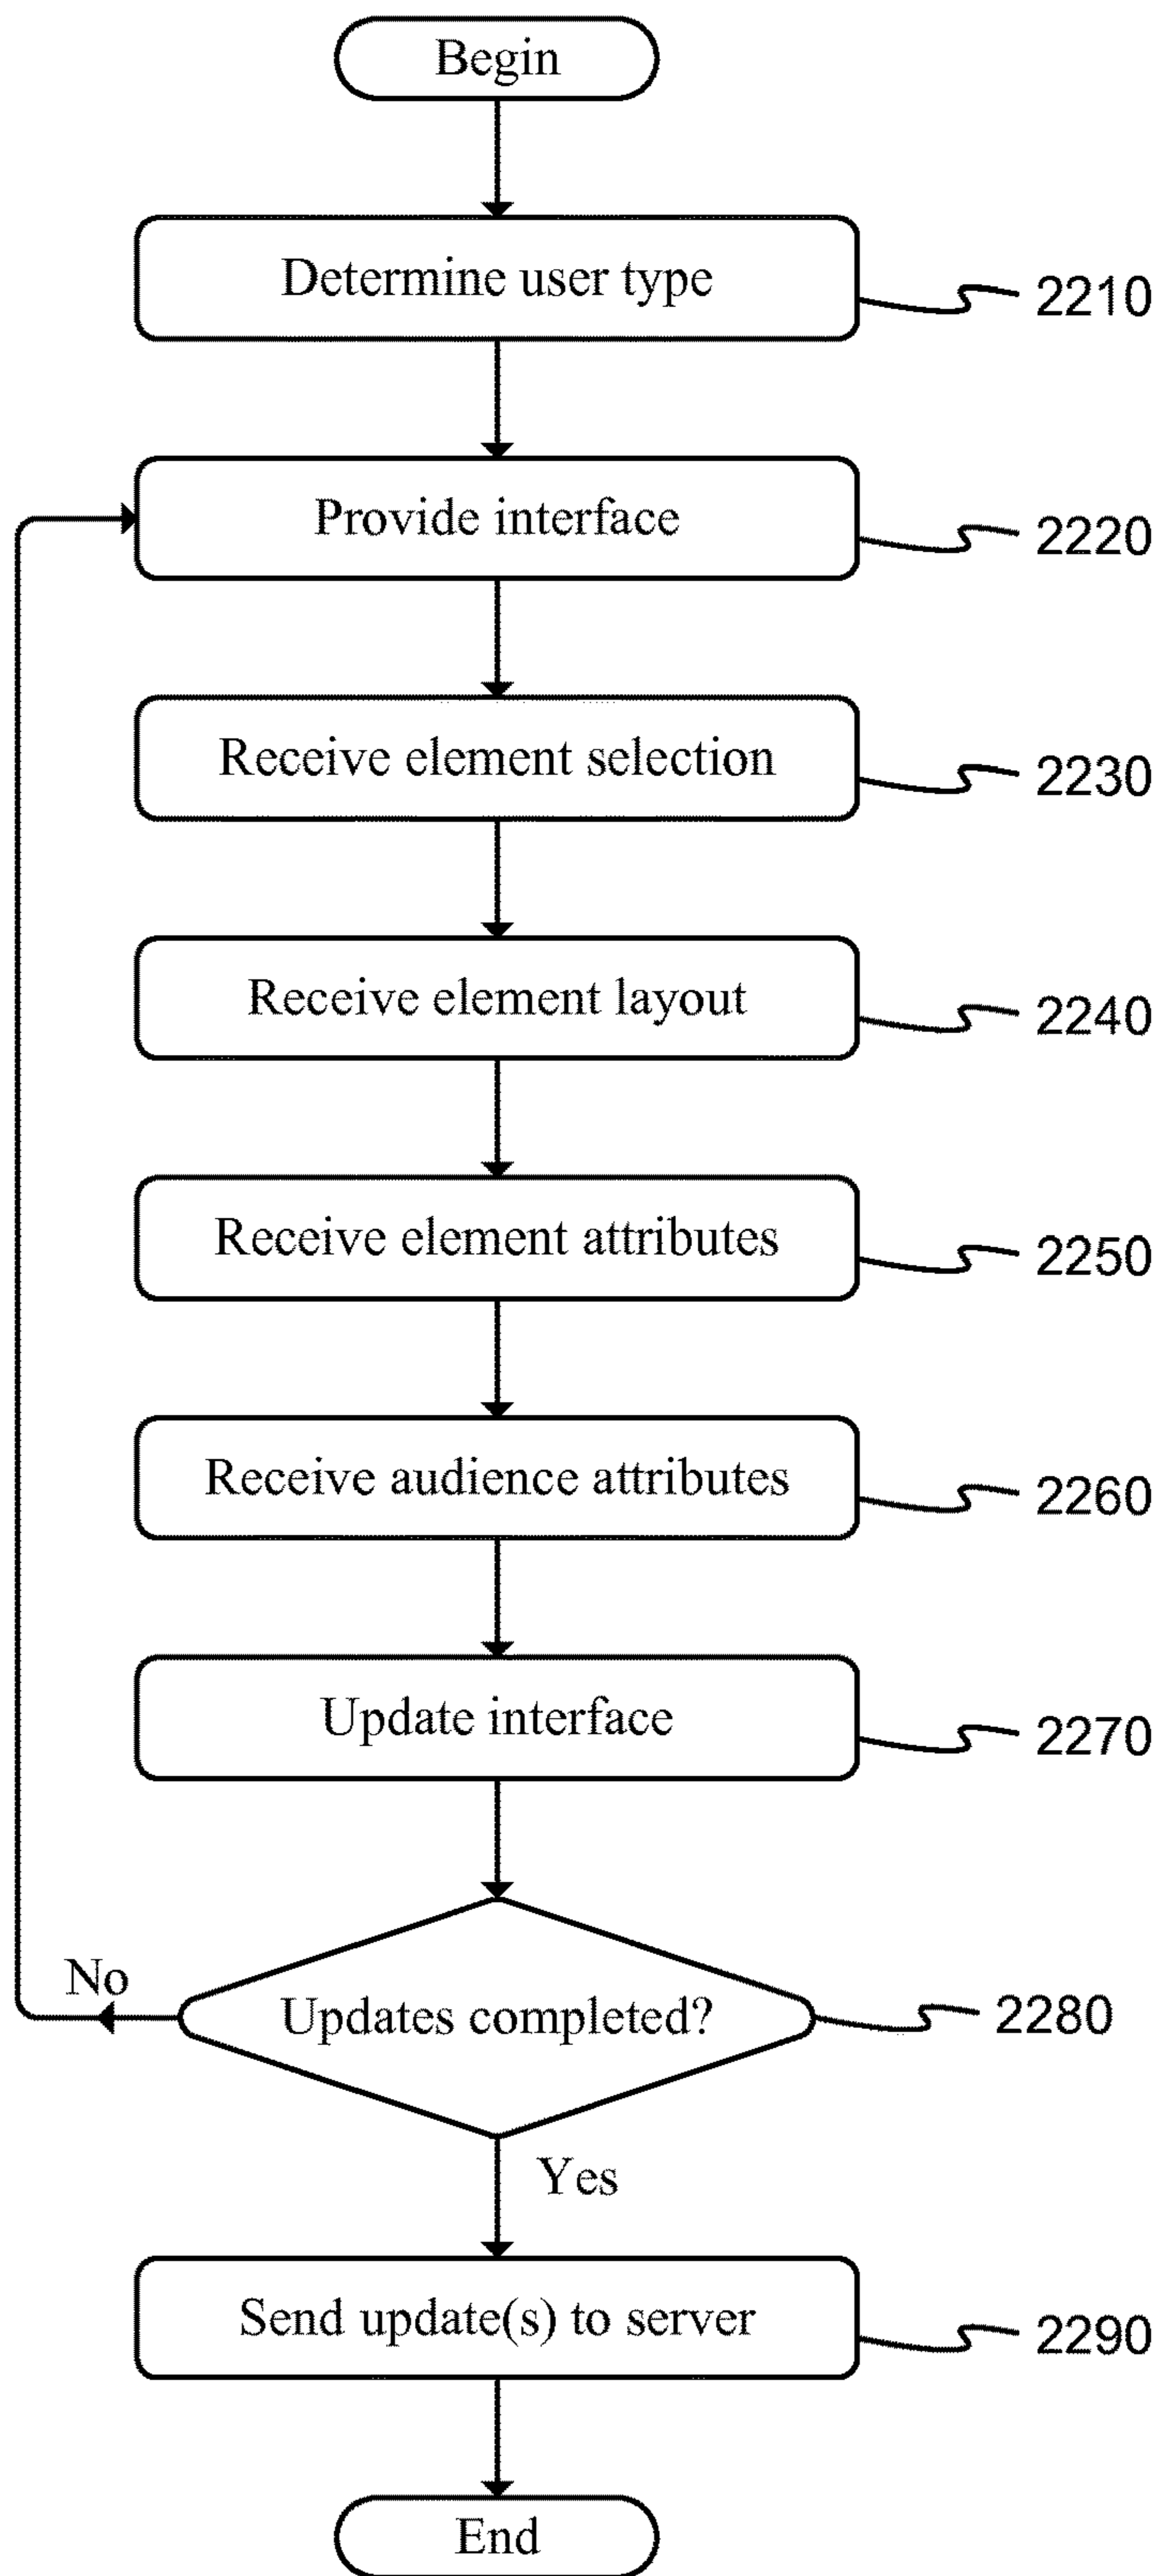 Begin
Determine user type
2210
Provide interface
2220
Receive element selection
2230
Receive element layout
2240
Receive element attributes
2250
Receive audience attributes
2260
Update interface
2270
No
Updates completed?
2280
Yes
Send update(s) to server
2290
End